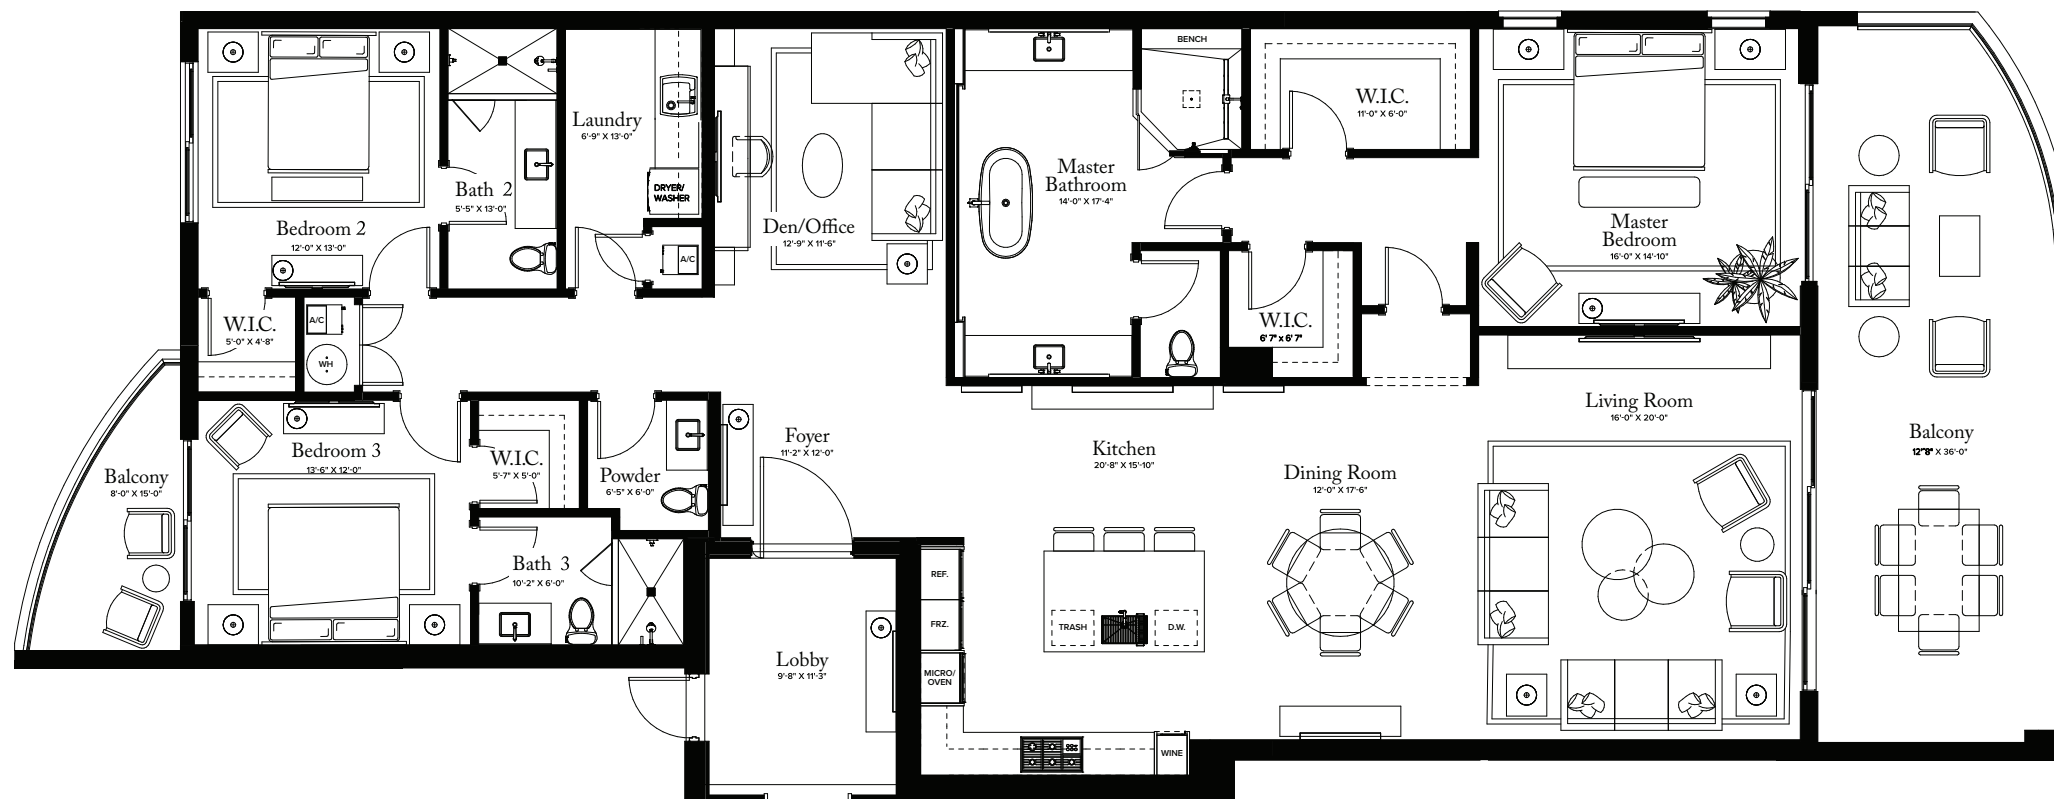 BENCH
W.I.C.
11'-0" X 6'-0"
Laundry
6'-9" X 13'-0"
Master
Bathroom
14'-0" X 17'-4"
Bath 2
5'-5" X 13'-0"
DRYER/
WASHER
Bedroom 2
12'-0" X 13'-0"
Den/Office
12'-9" X 11'-6"
Master
Bedroom
16'-0" X 14'-10"
A/C
W.I.C.
5'-0" X 4'-8"
A/C
WH
W.I.C.
6' 7" x 6' 7"
Living Room
16'-0" X 20'-0"
Balcony
12'-8" X 36'-0"
Foyer
11'-2" X 12'-0"
Kitchen
20'-8" X 15'-10"
Bedroom 3
13'-6" X 12'-0"
W.I.C.
5'-7" X 5'-0"
Powder
6'-5" X 6'-0"
Balcony
8'-0" X 15'-0"
Dining Room
12'-0" X 17'-6"
Bath 3
10'-2" X 6'-0"
REF.
FRZ.
TRASH
D.W.
Lobby
9'-8" X 11'-3"
MICRO/
OVEN
WINE